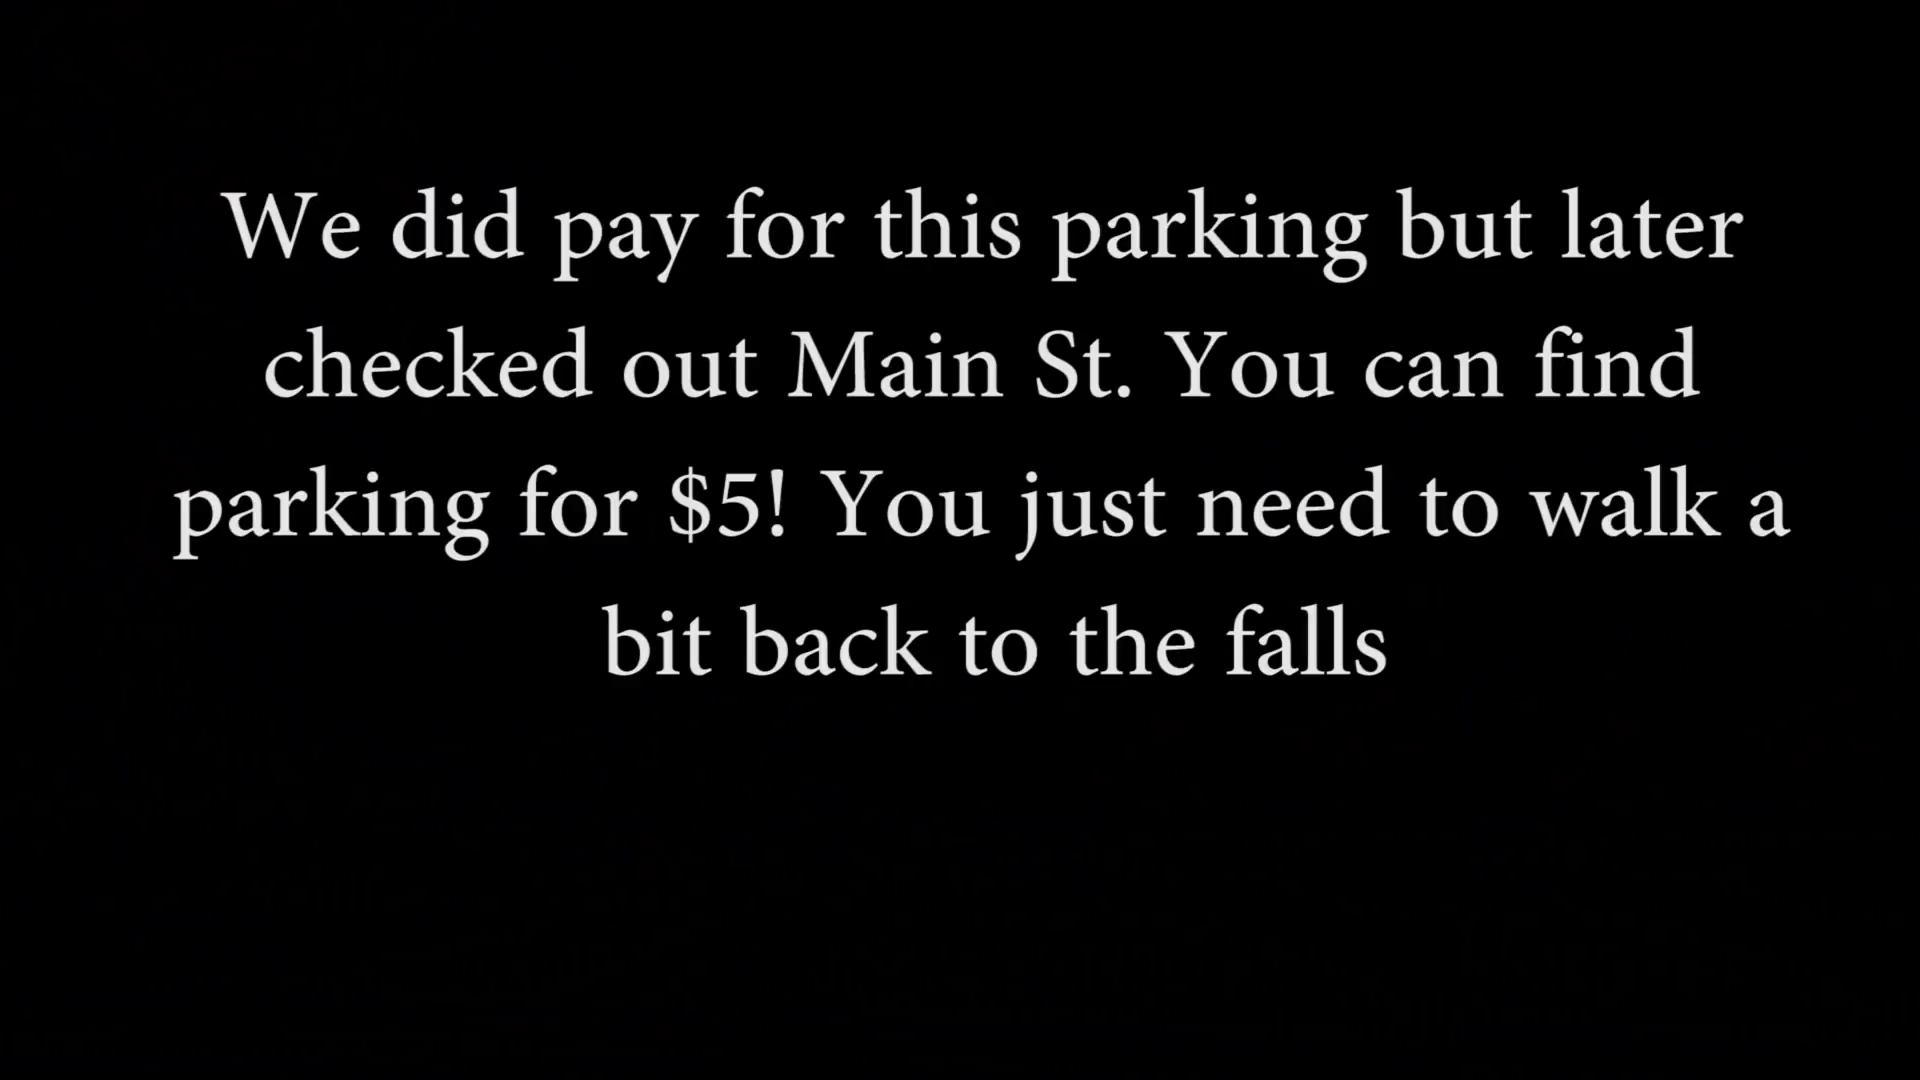 We did pay for this parking but later
checked out Main St. You can find
parking for $5! You just need to walk a
bit back to the falls